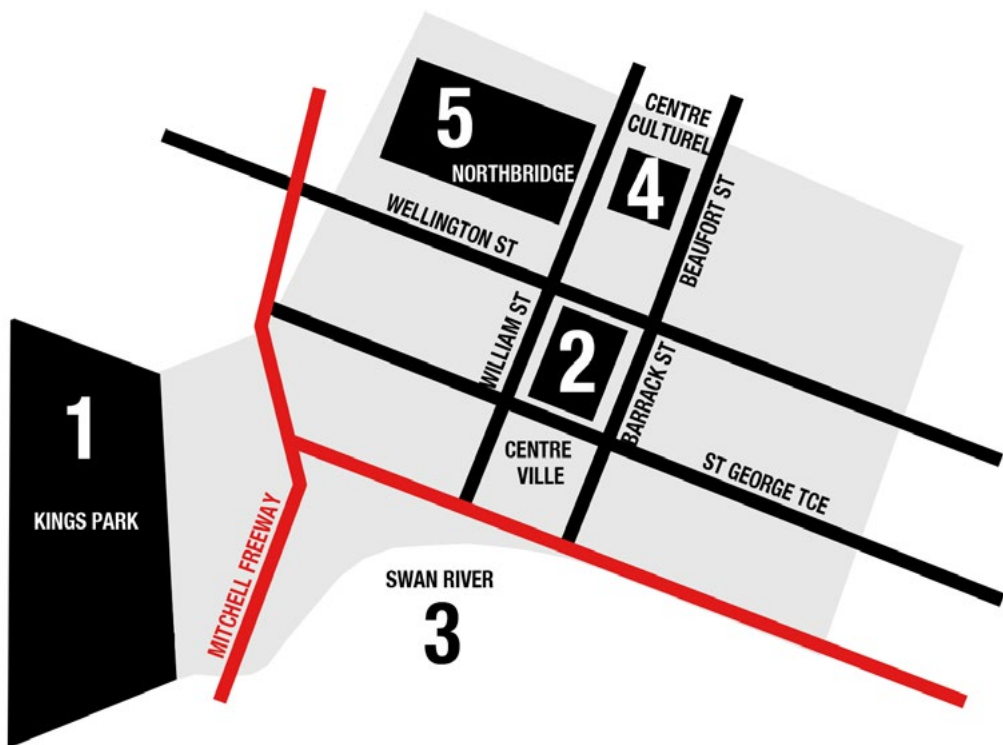 5
NORTHBRIDGE
CENTRE
CULTUREL
4
BEAUFORT ST
WELLINGTON ST
WILLIAM ST
2
BARRACK ST
1
KINGS PARK
CENTRE
VILLE
ST GEORGE TCE
MITCHELL FREEWAY
SWAN RIVER
3